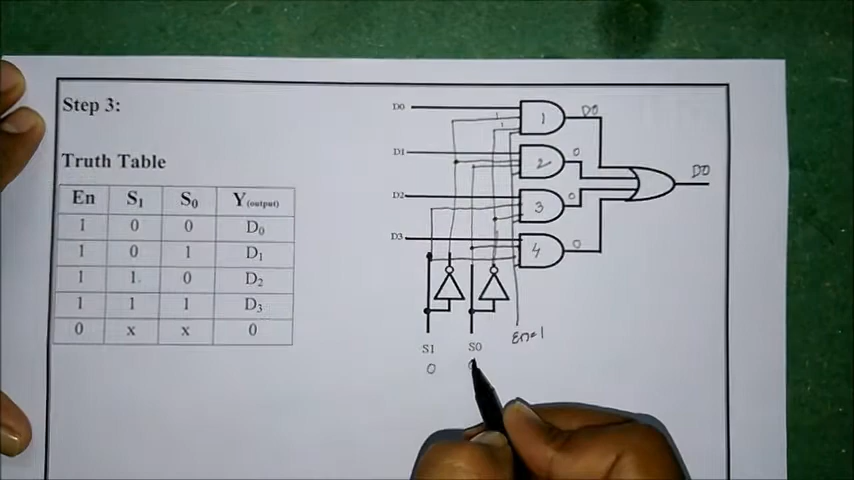 Step 3:
Truth Table
En S1 S0 Y(output)
1 0 0 D0
1 0 1 D1
1 1 0 D2
1 1 1 D3
0 x x 0
D0 1 D0
D1 2 0
D2 3 0
D3 4 0
D0
En=1
S1 S0
0 0